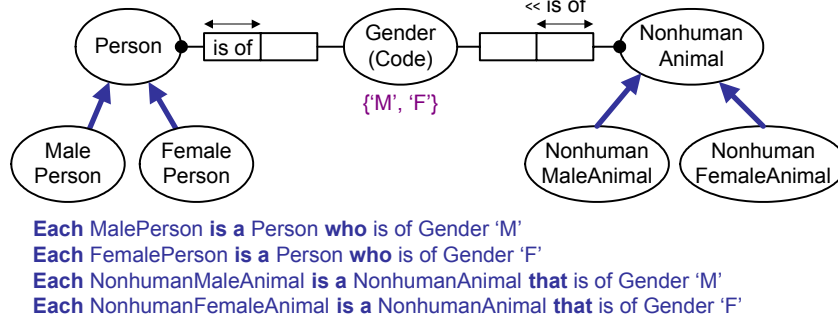 << is of
Person
is of
Gender
(Code)
Nonhuman
Animal
{'M', 'F'}
Male
Person
Female
Person
Nonhuman
MaleAnimal
Nonhuman
FemaleAnimal
Each MalePerson is a Person who is of Gender 'M'
Each FemalePerson is a Person who is of Gender 'F'
Each NonhumanMaleAnimal is a NonhumanAnimal that is of Gender 'M'
Each NonhumanFemaleAnimal is a NonhumanAnimal that is of Gender 'F'